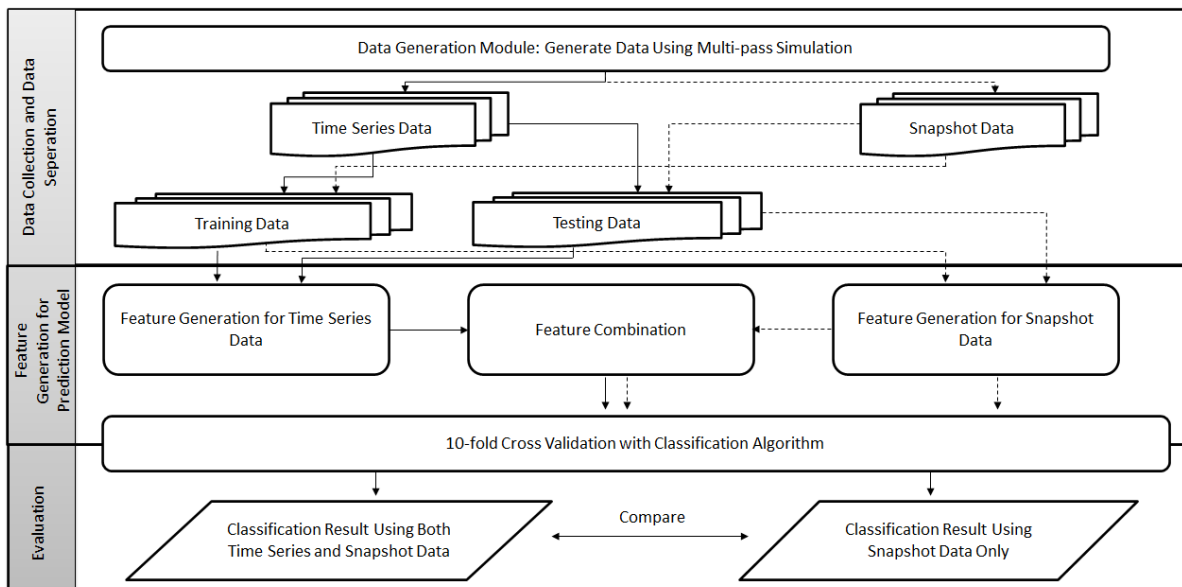 Data Collection and Data
Seperation
Data Generation Module: Generate Data Using Multi-pass Simulation
Time Series Data
Snapshot Data
Training Data
Testing Data
Feature
Generation for
Prediction Model
Feature Generation for Time Series
Data
Feature Combination
Feature Generation for Snapshot
Data
10-fold Cross Validation with Classification Algorithm
Evaluation
Classification Result Using Both
Time Series and Snapshot Data
Compare
Classification Result Using
Snapshot Data Only